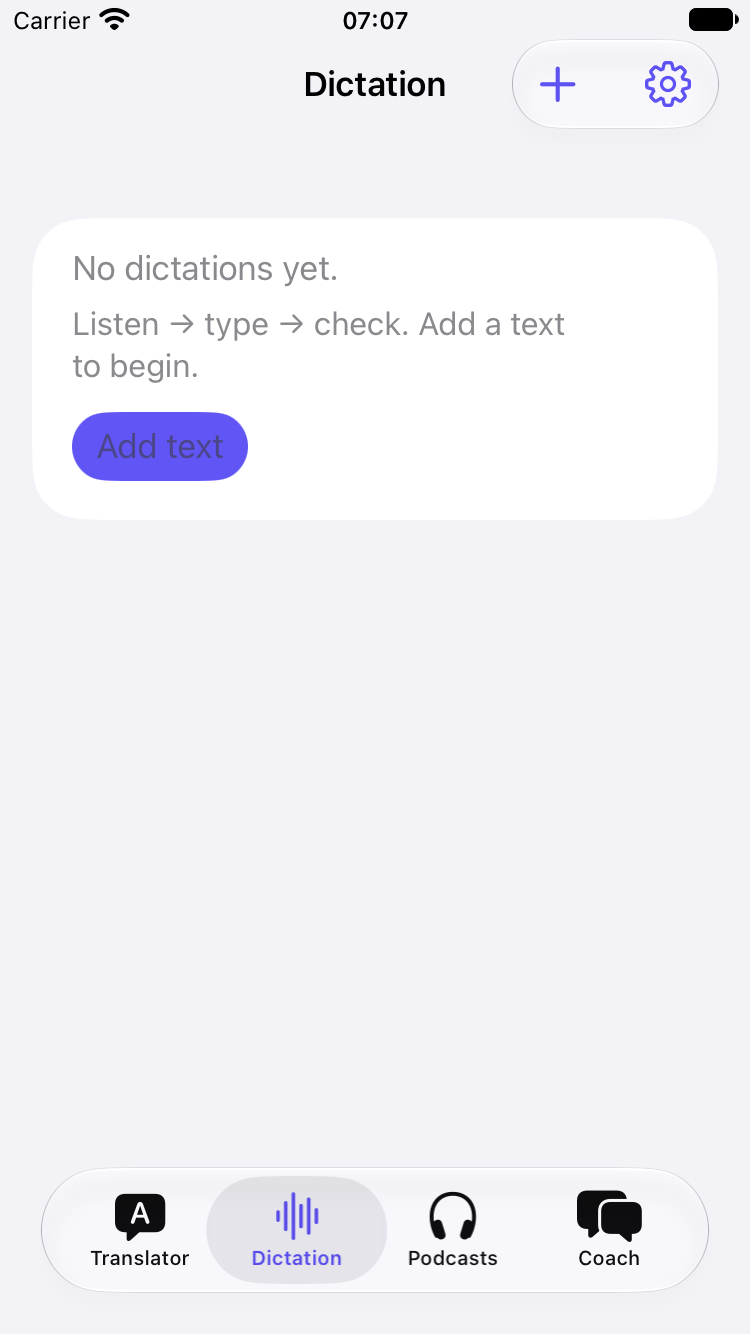 Carrier 07:07
Dictation
No dictations yet.
Listen → type → check. Add a text
to begin.
Add text
A
Translator Dictation Podcasts Coach